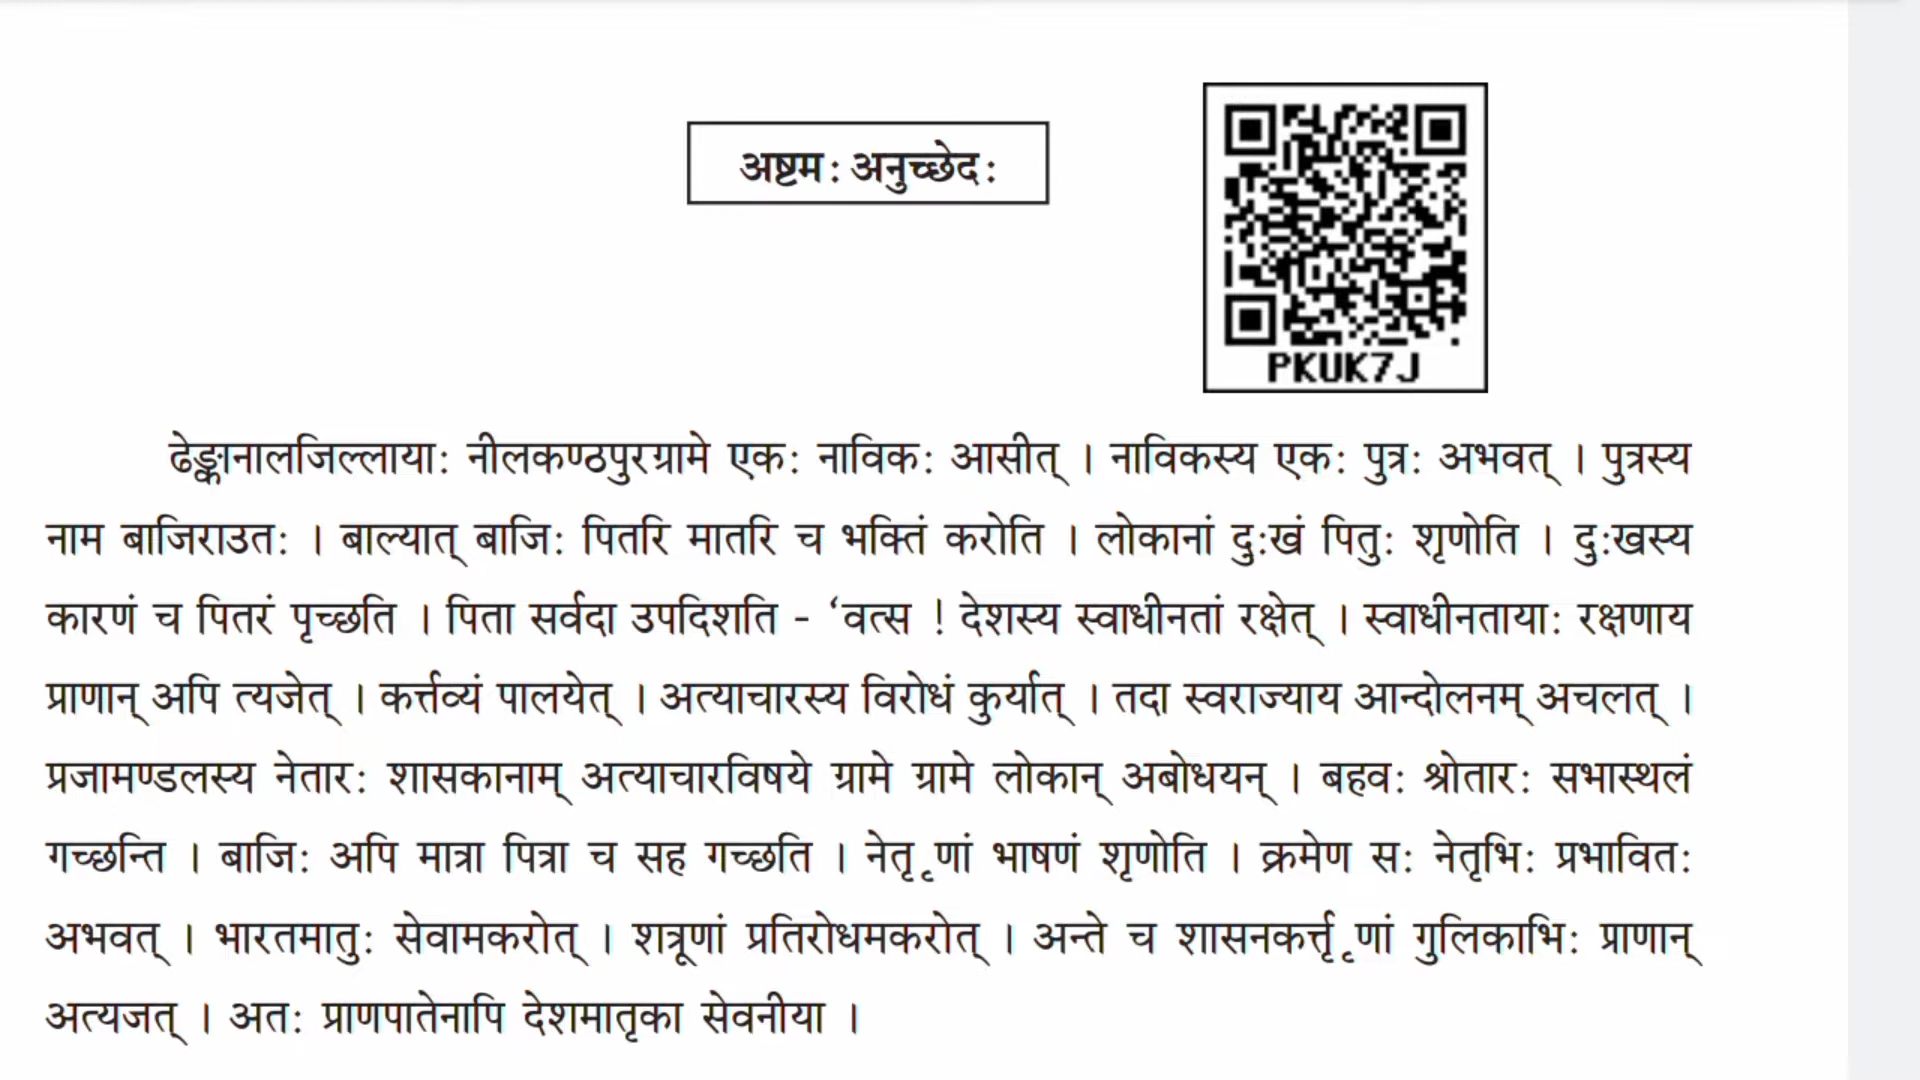 अष्टमः अनुच्छेदः
PKUK7J
ढेङ्कानालजिल्लायाः नीलकण्ठपुरग्रामे एकः नाविकः आसीत् । नाविकस्य एकः पुत्रः अभवत् । पुत्रस्य
नाम बाजिराउतः । बाल्यात् बाजिः पितरि मातरि च भक्तिं करोति । लोकानां दुःखं पितुः शृणोति । दुःखस्य
कारणं च पितरं पृच्छति । पिता सर्वदा उपदिशति - ‘वत्स ! देशस्य स्वाधीनतां रक्षेत् । स्वाधीनतायाः रक्षणाय
प्राणान् अपि त्यजेत् । कर्त्तव्यं पालयेत् । अत्याचारस्य विरोधं कुर्यात् । तदा स्वराज्याय आन्दोलनम् अचलत् ।
प्रजामण्डलस्य नेतारः शासकानाम् अत्याचारविषये ग्रामे ग्रामे लोकान् अबोधयन् । बहवः श्रोतारः सभास्थलं
गच्छन्ति । बाजिः अपि मात्रा पित्रा च सह गच्छति । नेतॄणां भाषणं शृणोति । क्रमेण सः नेतृभिः प्रभावितः
अभवत् । भारतमातुः सेवामकरोत् । शत्रूणां प्रतिरोधमकरोत् । अन्ते च शासनकर्त्तॄणां गुलिकाभिः प्राणान्
अत्यजत् । अतः प्राणपातेनापि देशमातृका सेवनीया ।